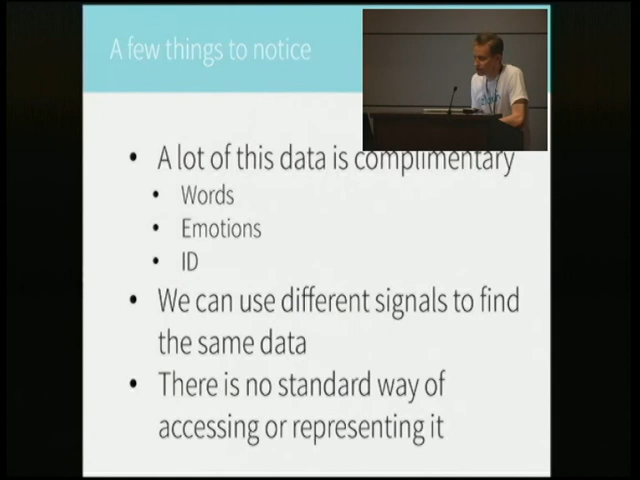 A few things to notice
• A lot of this data is complimentary
• Words
• Emotions
• ID
• We can use different signals to find
the same data
• There is no standard way of
accessing or representing it